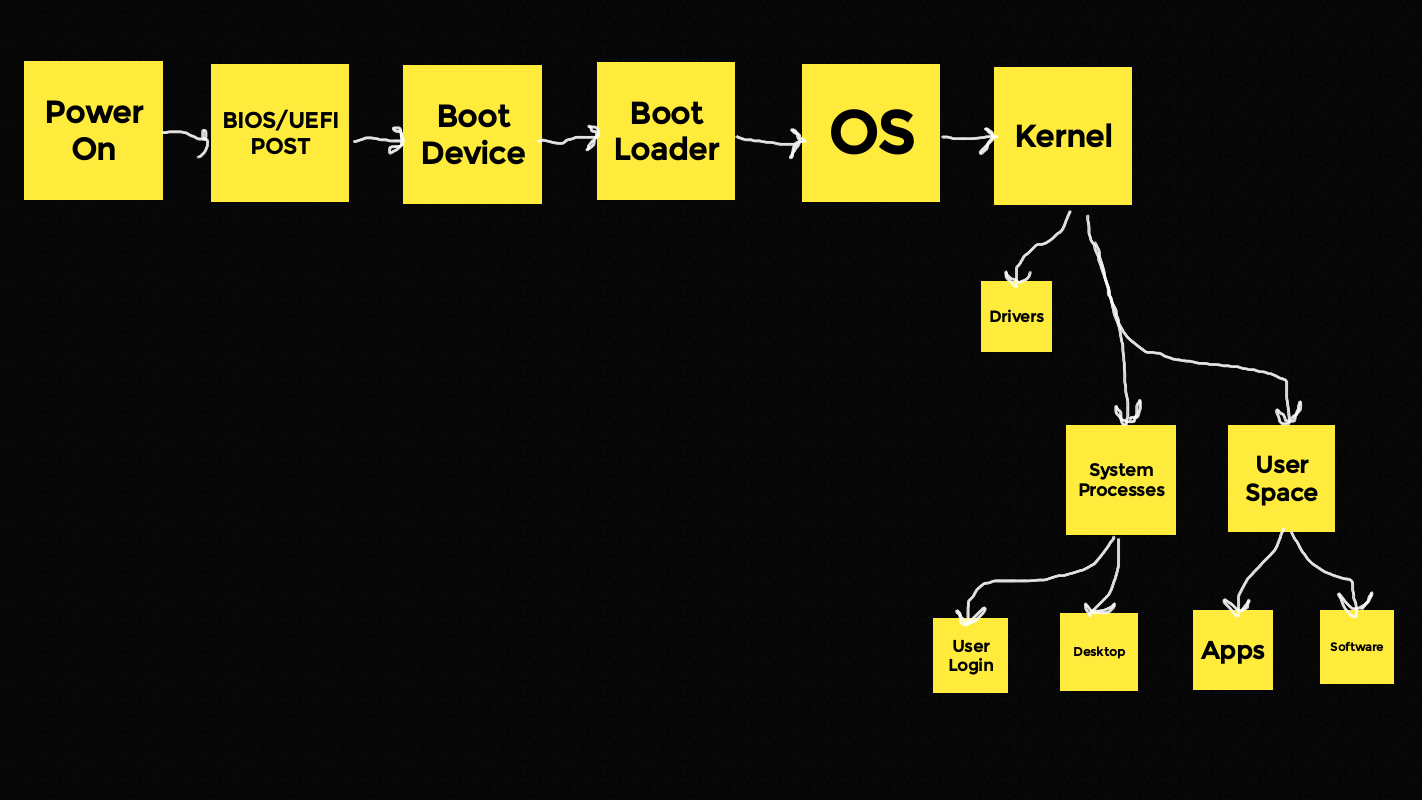 Power
On
BIOS/UEFI
POST
Boot
Device
Boot
Loader
OS
Kernel
Drivers
System
Processes
User
Space
User
Login
Desktop
Apps
Software